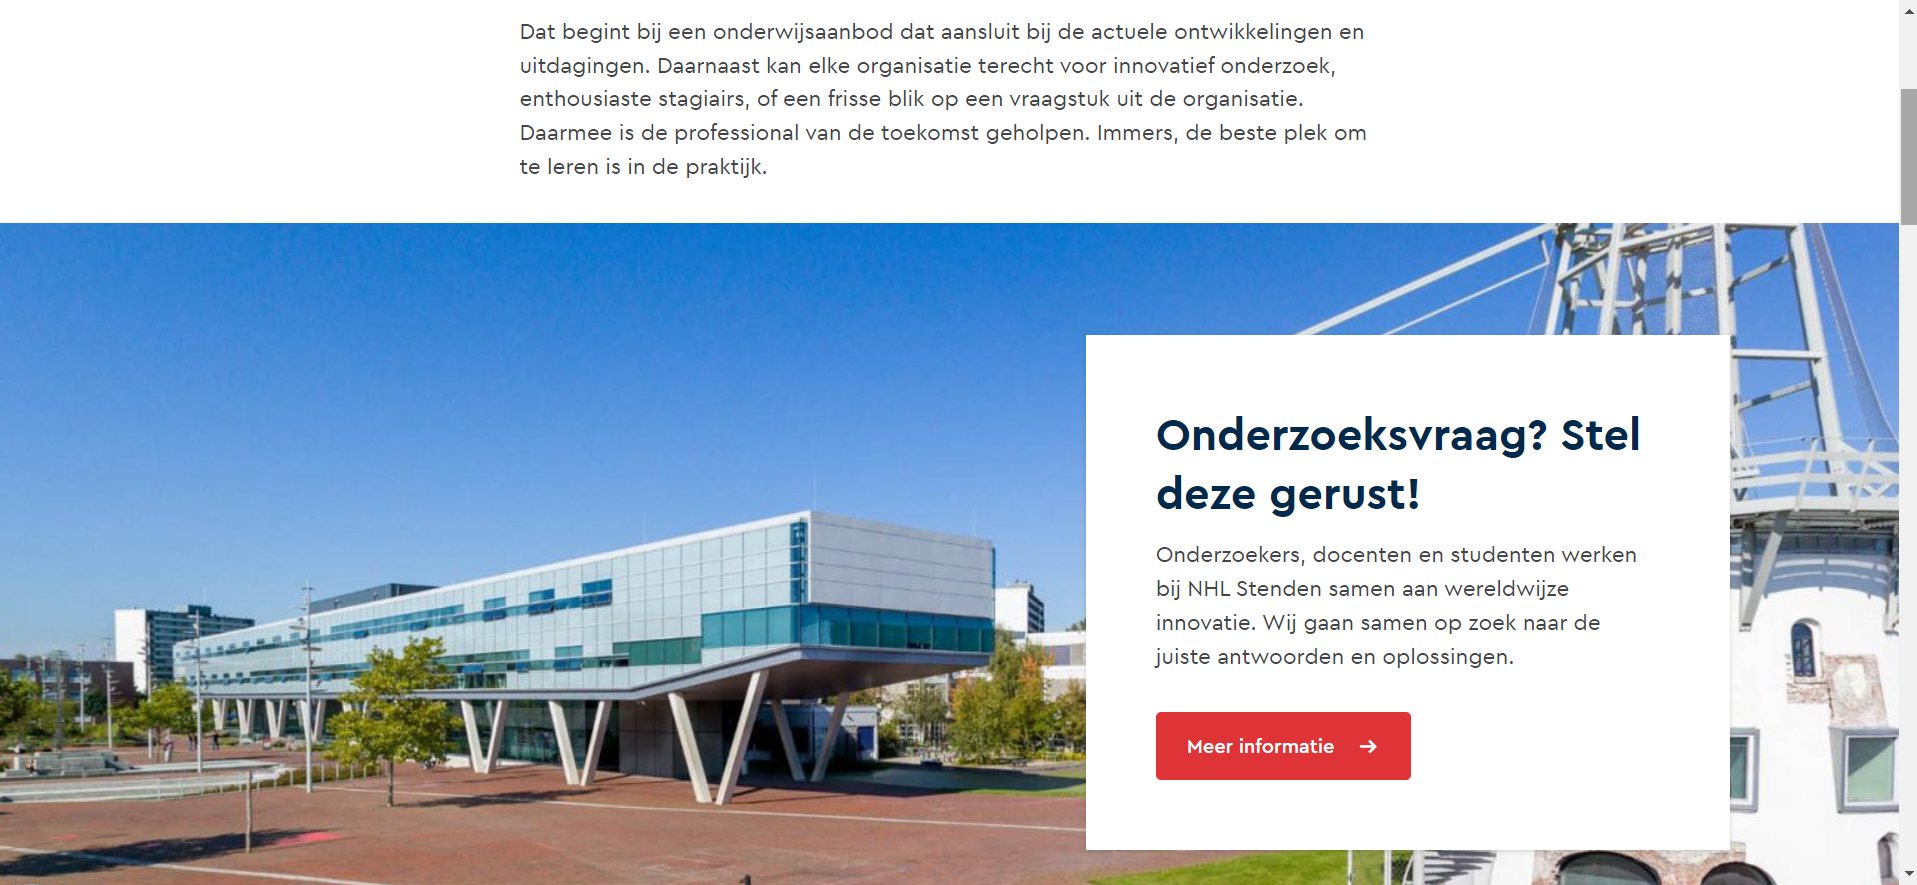 Dat begint bij een onderwijsaanbod dat aansluit bij de actuele ontwikkelingen en
uitdagingen. Daarnaast kan elke organisatie terecht voor innovatief onderzoek,
enthousiaste stagiairs, of een frisse blik op een vraagstuk uit de organisatie.
Daarmee is de professional van de toekomst geholpen. Immers, de beste plek om
te leren is in de praktijk.
Onderzoeksvraag? Stel
deze gerust!
Onderzoekers, docenten en studenten werken
bij NHL Stenden samen aan wereldwijze
innovatie. Wij gaan samen op zoek naar de
juiste antwoorden en oplossingen.
Meer informatie